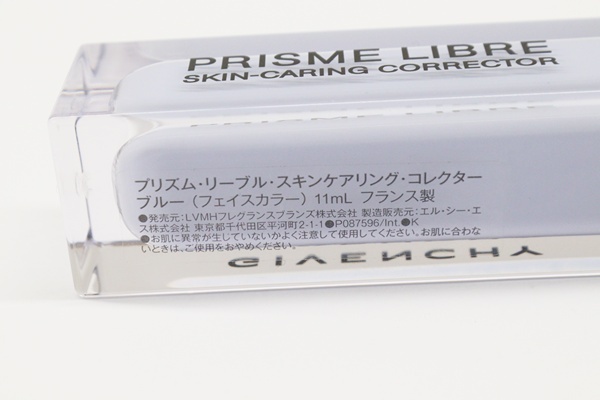 PRISME LIBRE
SKIN-CARING CORRECTOR
プリズム・リーブル・スキンケアリング・コレクター
ブルー（フェイスカラー）11mL フランス製
●発売元:LVMHフレグランスブランズ株式会社 製造販売元:エル・シー・エ
ス株式会社 東京都千代田区平河町2-1-1●P087596/Int.●K
●お肌に異常が生じていないかよく注意して使用してください。お肌に合わな
いときは、ご使用をおやめください。
GIVENCHY